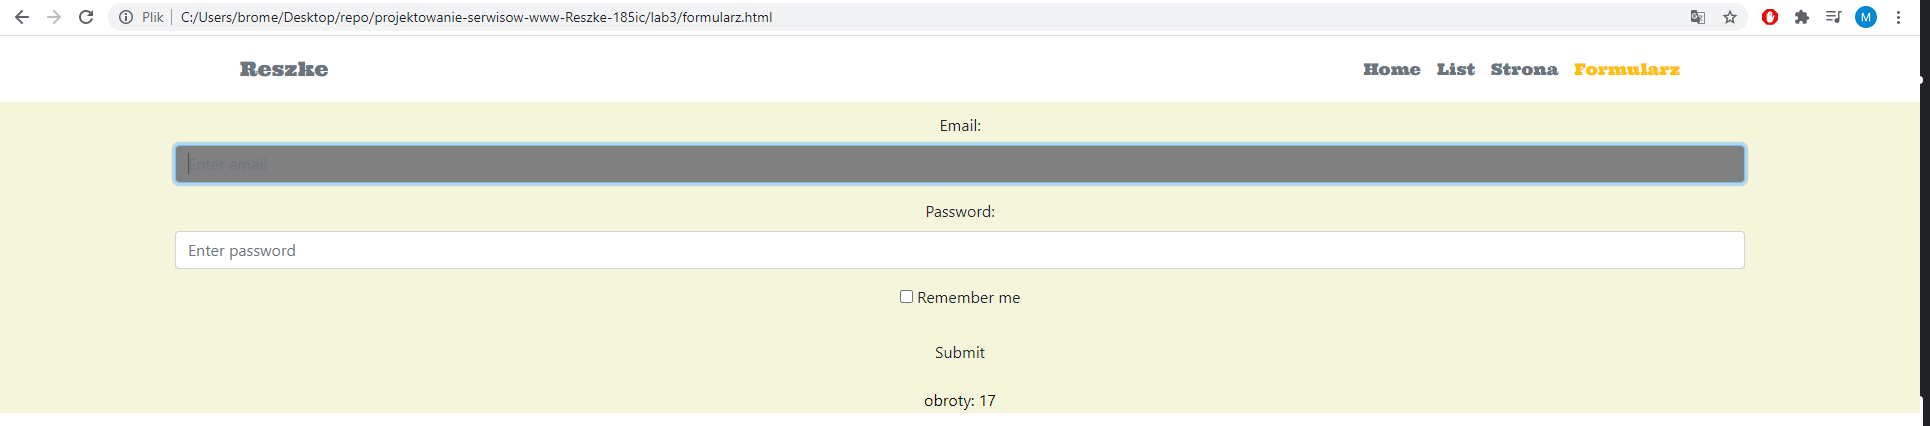 Plik C:/Users/brome/Desktop/repo/projektowanie-serwisow-www-Reszke-185ic/lab3/formularz.html M
Reszke Home List Strona Formularz
Email:
Enter email
Password:
Enter password
Remember me
Submit
obroty: 17